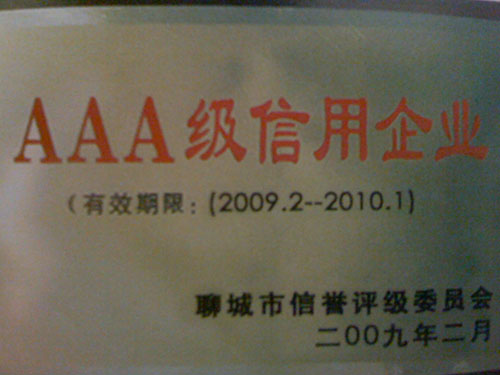 AAA级信用企业
(有效期限:(2009.2--2010.1)
聊城市信誉评级委员会
二00九年二月